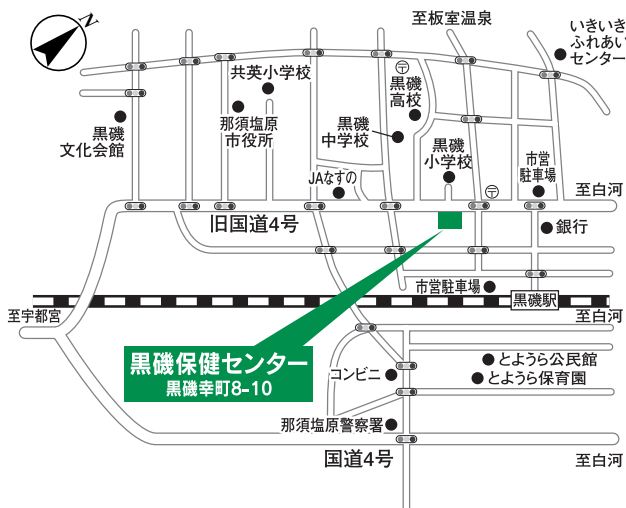 N
至板室温泉
いきいき
ふれあい
センター
共英小学校
〒
黒磯
高校
黒磯
文化会館
那須塩原
市役所
黒磯
中学校
黒磯
小学校
市営
駐車場
JAなすの
〒
至白河
旧国道4号
銀行
市営駐車場
黒磯駅
至宇都宮
至白河
黒磯保健センター
黒磯幸町8-10
コンビニ
とようら公民館
とようら保育園
那須塩原警察署
国道4号
至白河